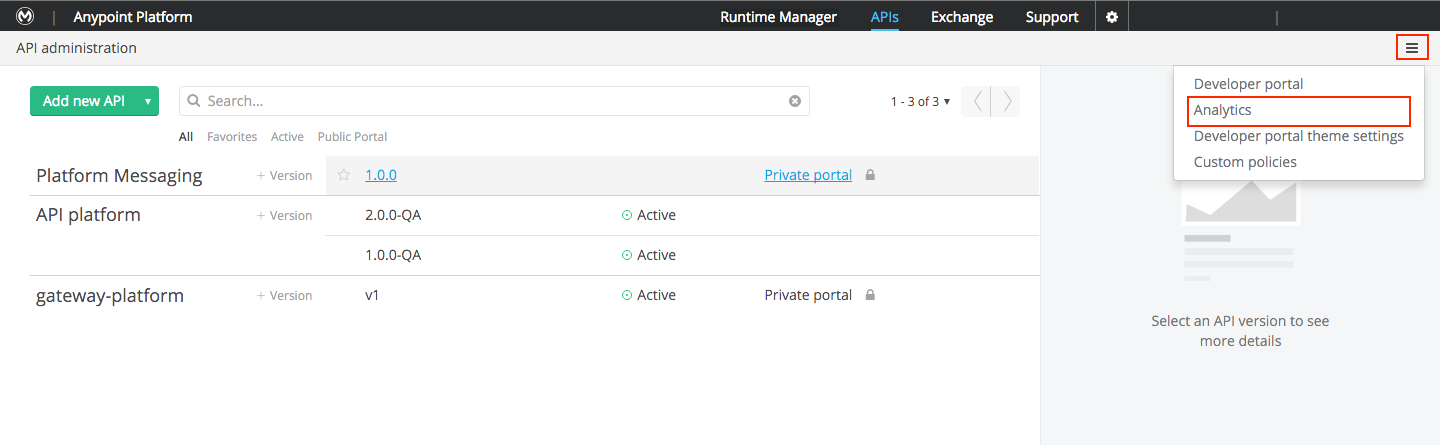 Anypoint Platform
Runtime Manager APIs Exchange Support
API administration
Developer portal
Analytics
Developer portal theme settings
Custom policies
Add new API
Search...
1 - 3 of 3
All Favorites Active Public Portal
Platform Messaging + Version 1.0.0 Private portal
API platform + Version 2.0.0-QA Active
1.0.0-QA Active
gateway-platform + Version v1 Active Private portal
Select an API version to see
more details